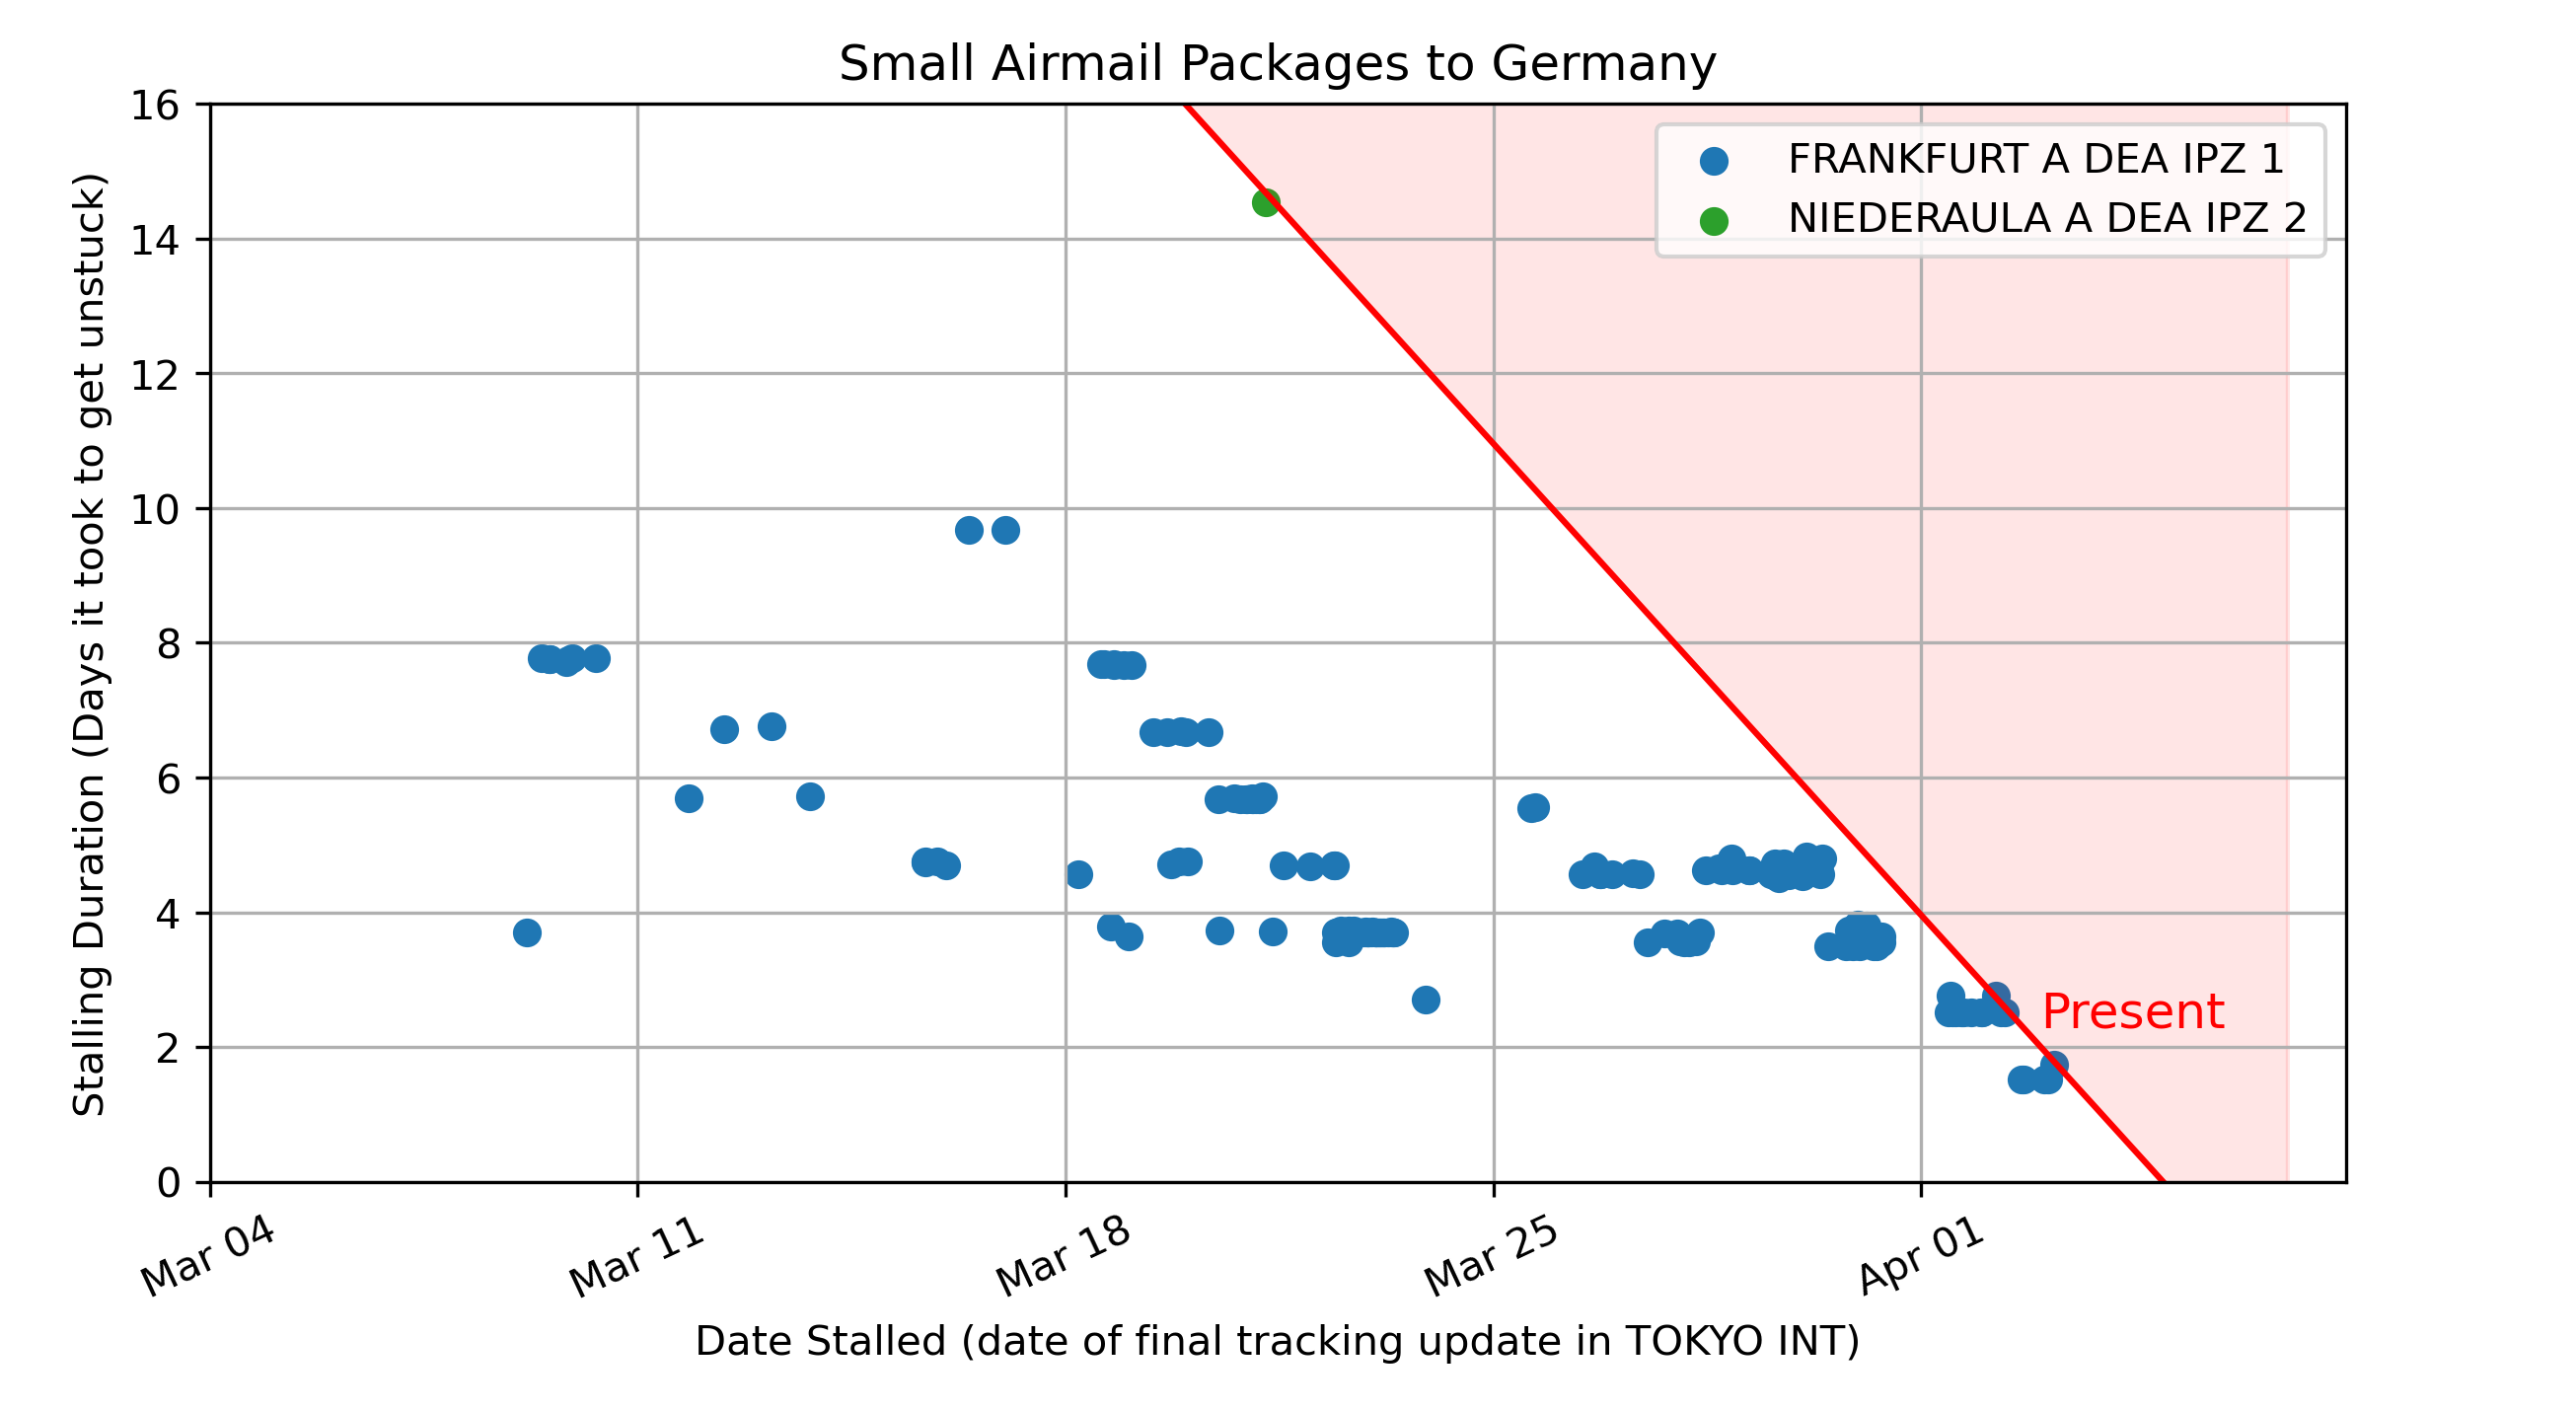 Small Airmail Packages to Germany
16
14
12
10
8
6
4
2
0
Stalling Duration (Days it took to get unstuck)
FRANKFURT A DEA IPZ 1
NIEDERAULA A DEA IPZ 2
Present
Mar 04
Mar 11
Mar 18
Mar 25
Apr 01
Date Stalled (date of final tracking update in TOKYO INT)